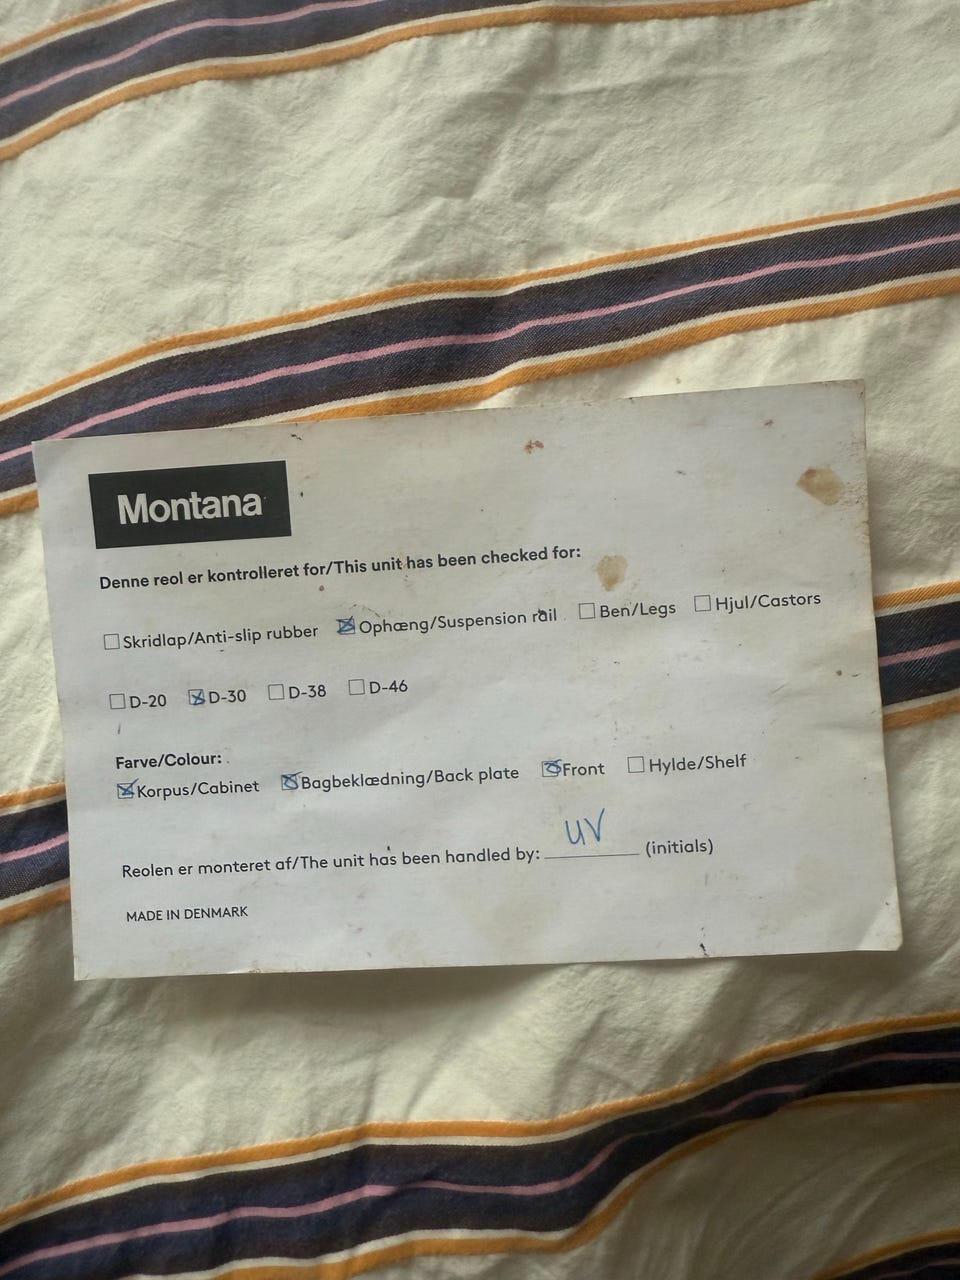 Montana
Denne reol er kontrolleret for/This unit has been checked for:
☐ Skridlap/Anti-slip rubber ☒ Ophæng/Suspension rail ☐ Ben/Legs ☐ Hjul/Castors
☐ D-20 ☒ D-30 ☐ D-38 ☐ D-46
Farve/Colour:
☒ Korpus/Cabinet ☒ Bagbeklædning/Back plate ☒ Front ☐ Hylde/Shelf
Reolen er monteret af/The unit has been handled by: UV (initials)
MADE IN DENMARK